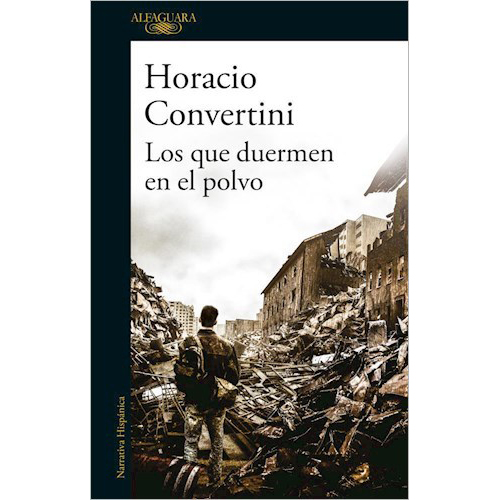 ALFAGUARA
Horacio
Convertini
Los que duermen
en el polvo
Narrativa Hispánica